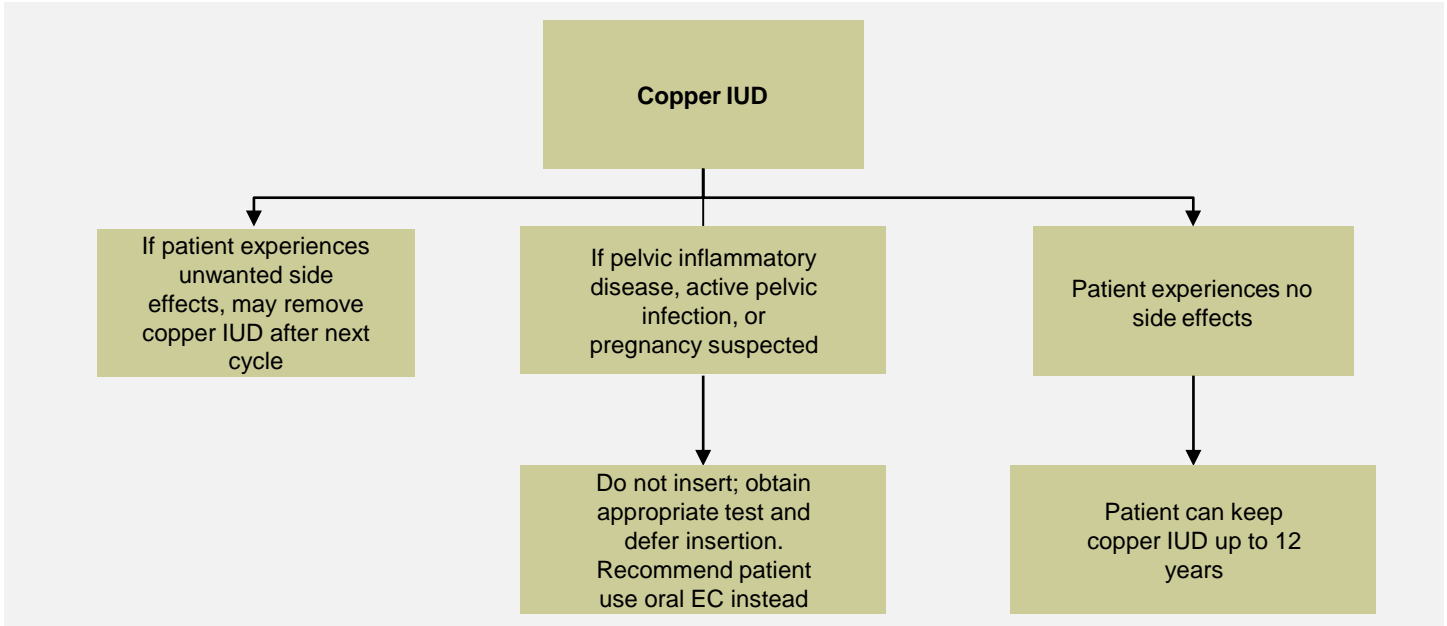 Copper IUD
If patient experiences
unwanted side
effects, may remove
copper IUD after next
cycle
If pelvic inflammatory
disease, active pelvic
infection, or
pregnancy suspected
Patient experiences no
side effects
Do not insert; obtain
appropriate test and
defer insertion.
Recommend patient
use oral EC instead
Patient can keep
copper IUD up to 12
years